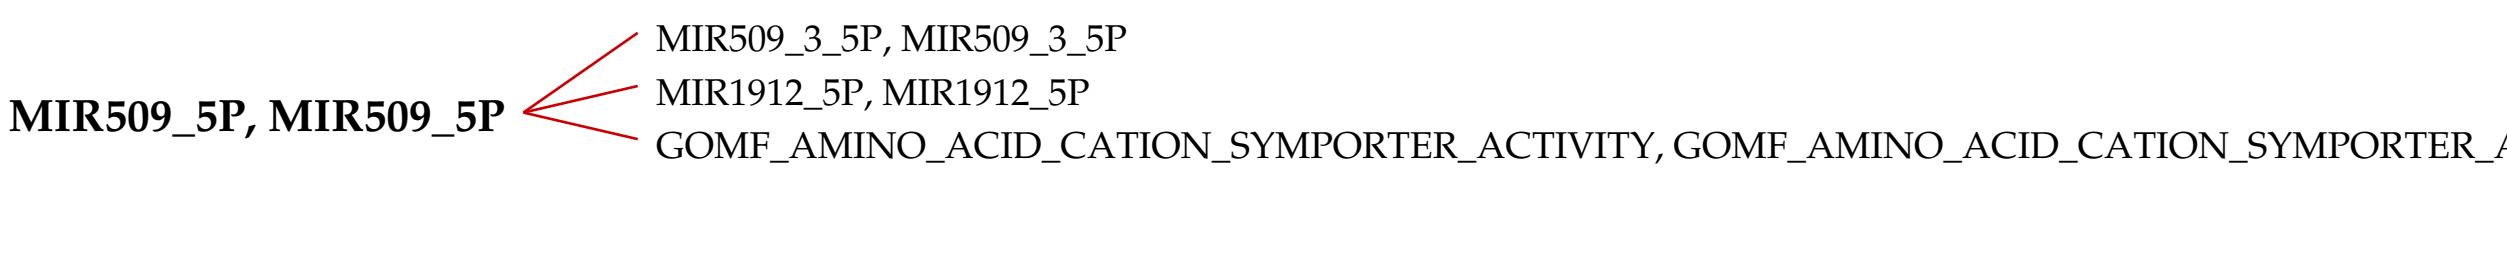 MIR509_3_5P, MIR509_3_5P
MIR1912_5P, MIR1912_5P
MIR509_5P, MIR509_5P
GOMF_AMINO_ACID_CATION_SYMPORTER_ACTIVITY, GOMF_AMINO_ACID_CATION_SYMPORTER_